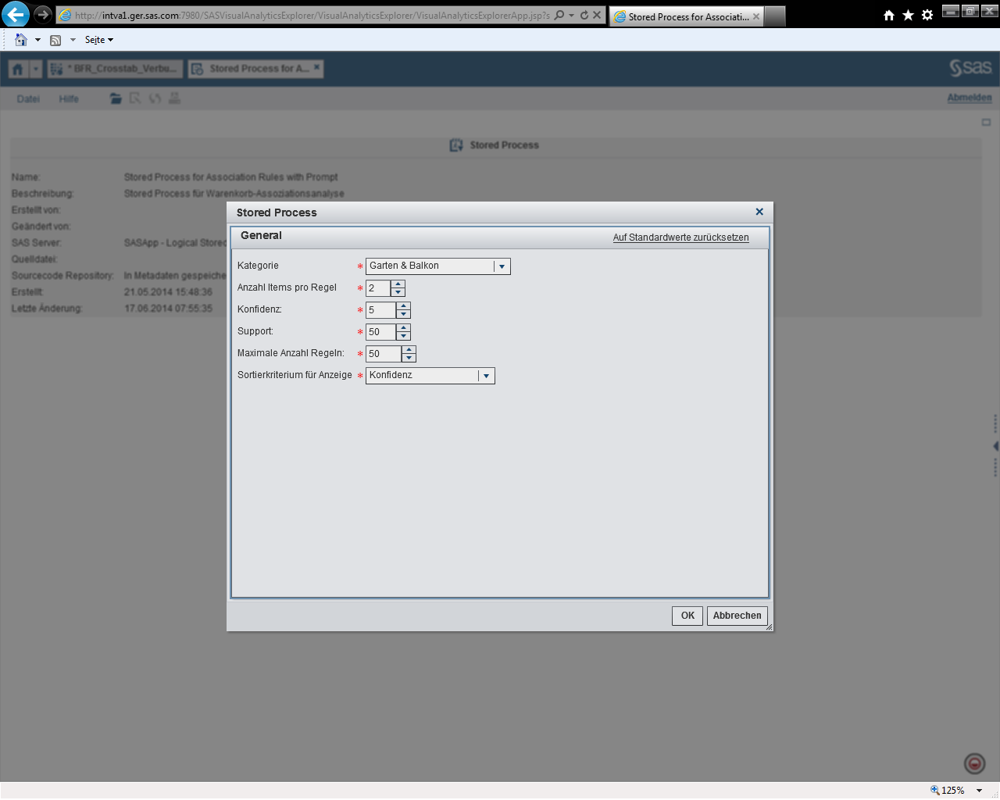 http://intva1.ger.sas.com:7980/SASVisualAnalyticsExplorer/VisualAnalyticsExplorer/VisualAnalyticsExplorerApp.jsp?s
Stored Process for Associati...
Seite
* BFR_Crosstab_Verbu...
Stored Process for A...
sas
Datei
Hilfe
Abmelden
Stored Process
Name: Stored Process for Association Rules with Prompt
Beschreibung: Stored Process für Warenkorb-Assoziationsanalyse
Erstellt von:
Geändert von:
SAS Server: SASApp - Logical Stored
Quelldatei:
Sourcecode Repository: In Metadaten gespeiche
Erstellt: 21.05.2014 15:48:36
Letzte Änderung: 17.06.2014 07:55:35
Stored Process
General
Auf Standardwerte zurücksetzen
Kategorie * Garten & Balkon
Anzahl Items pro Regel * 2
Konfidenz: * 5
Support: * 50
Maximale Anzahl Regeln: * 50
Sortierkriterium für Anzeige * Konfidenz
OK
Abbrechen
125%